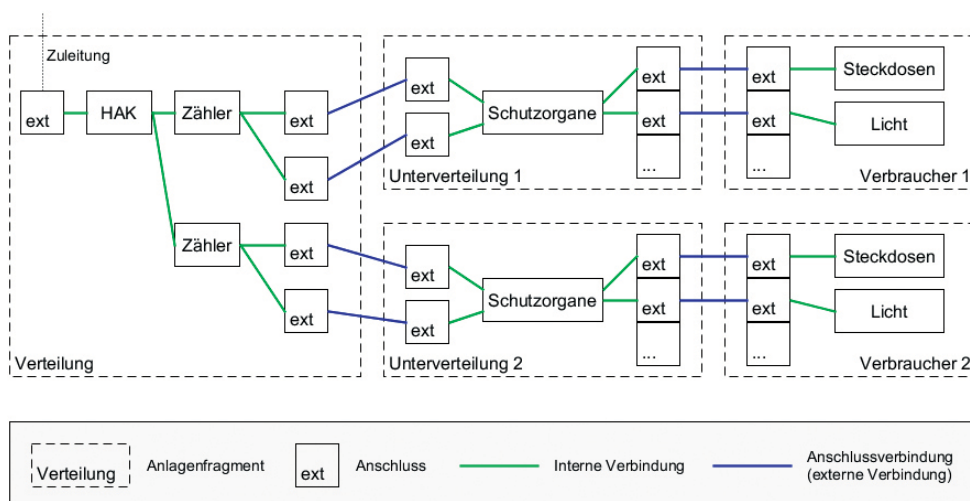 Zuleitung
ext
HAK
Zähler
ext
ext
Zähler
ext
ext
Verteilung
ext
ext
Schutzorgane
ext
ext
...
Unterverteilung 1
ext
ext
...
Steckdosen
Licht
Verbraucher 1
ext
ext
Schutzorgane
ext
ext
...
Unterverteilung 2
ext
ext
...
Steckdosen
Licht
Verbraucher 2
Verteilung
Anlagenfragment
ext
Anschluss
Interne Verbindung
Anschlussverbindung
(externe Verbindung)